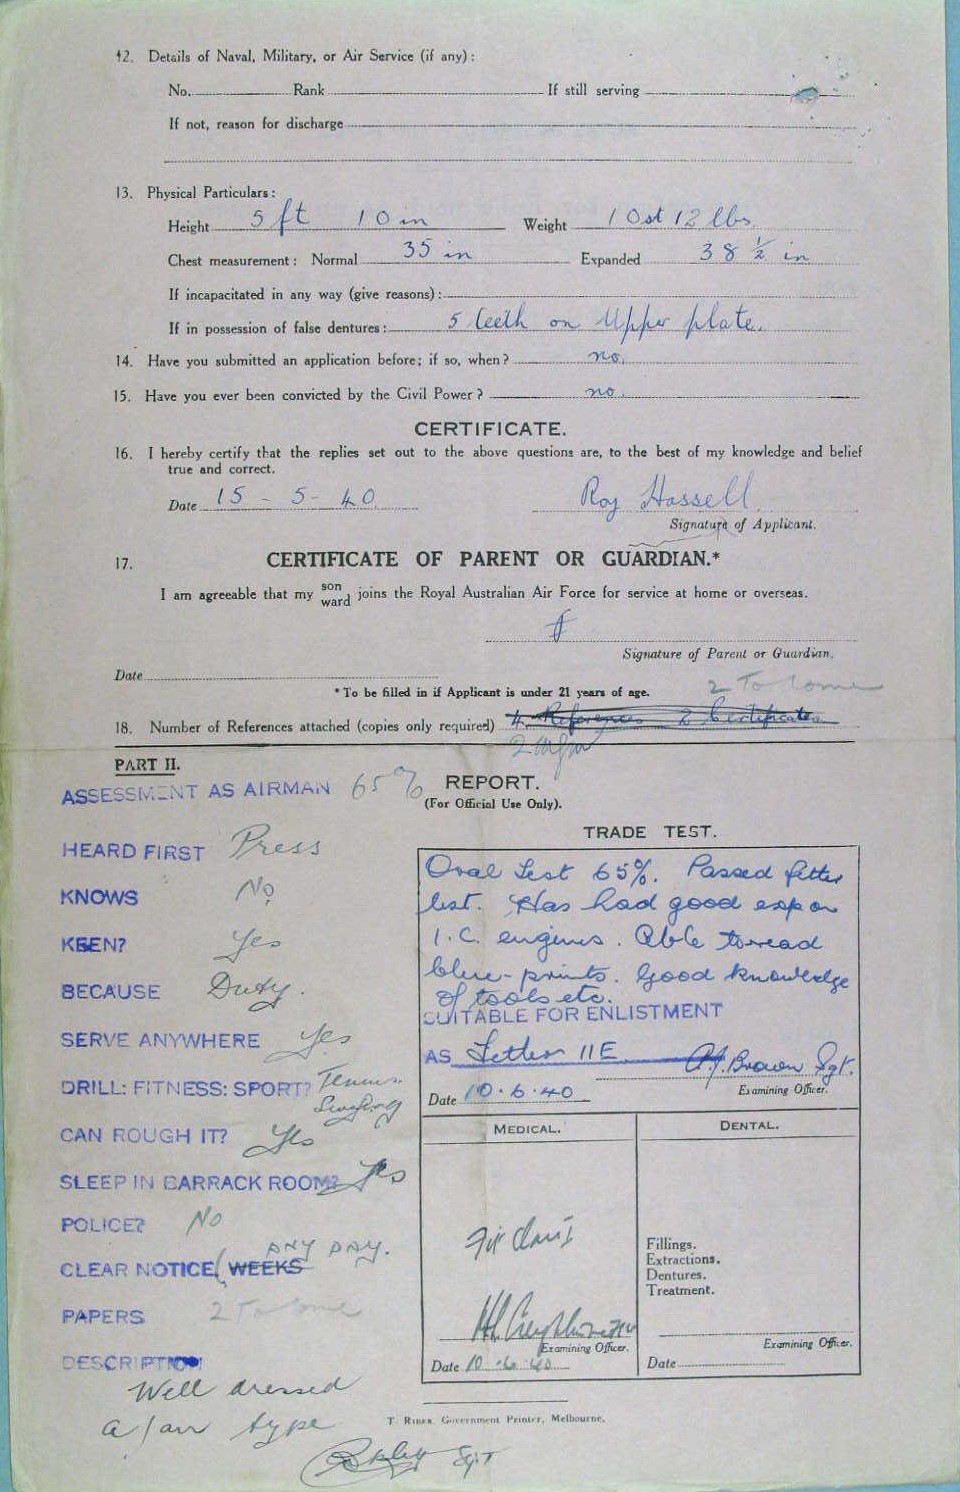 12. Details of Naval, Military, or Air Service (if any) :
No. Rank If still serving
If not, reason for discharge
13. Physical Particulars :
Height 5 ft 10 in Weight 10 st 12 lbs.
Chest measurement : Normal 35 in Expanded 38 ½ in
If incapacitated in any way (give reasons) :
If in possession of false dentures : 5 teeth on Upper plate.
14. Have you submitted an application before; if so, when ? no.
15. Have you ever been convicted by the Civil Power ? no.
CERTIFICATE.
16. I hereby certify that the replies set out to the above questions are, to the best of my knowledge and belief
true and correct.
Date 15 - 5 - 40 Roy Hassell
Signature of Applicant.
17. CERTIFICATE OF PARENT OR GUARDIAN.*
I am agreeable that my son ward joins the Royal Australian Air Force for service at home or overseas.
Signature of Parent or Guardian.
Date
* To be filled in if Applicant is under 21 years of age. 2 To Come
18. Number of References attached (copies only required) 4 References 2 Certificates
PART II.
ASSESSMENT AS AIRMAN 65%
REPORT.
(For Official Use Only).
HEARD FIRST Press
KNOWS No
KEEN? Yes
BECAUSE Duty.
SERVE ANYWHERE Yes
DRILL: FITNESS: SPORT? Tennis.
CAN ROUGH IT? Yes
SLEEP IN BARRACK ROOM? Yes
POLICE? No
ANY DAY.
CLEAR NOTICE WEEKS
PAPERS 2 To Come
DESCRIPTION
Well dressed
type
Sgt
TRADE TEST.
Oral Test 65%. Passed fitter
test. Has had good exp on
I.C. engines. Able to read
blue-prints. Good knowledge
of tools etc.
SUITABLE FOR ENLISTMENT
AS Fitter IIE A.J. Brown Sgt.
Date 10.6.40 Examining Officer.
MEDICAL.
Examining Officer.
Date 10.6.40
DENTAL.
Fillings.
Extractions.
Dentures.
Treatment.
Examining Officer.
Date
T. Rider, Government Printer, Melbourne.